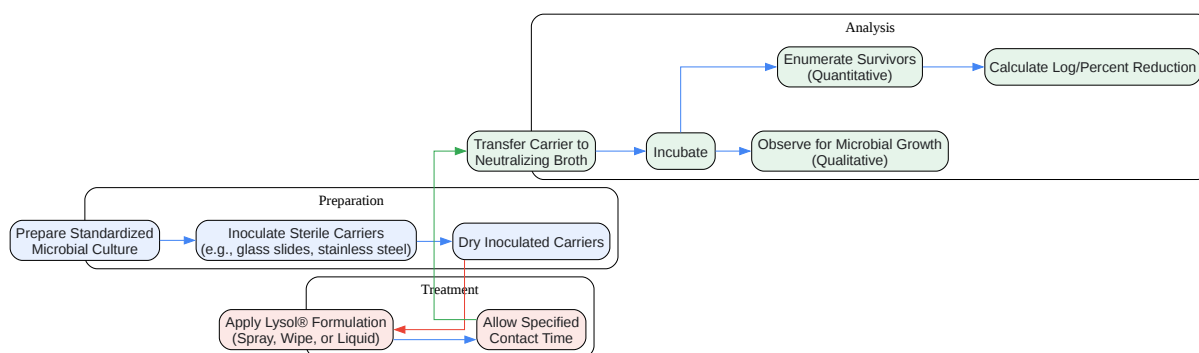 Analysis
Enumerate Survivors
(Quantitative)
Calculate Log/Percent Reduction
Transfer Carrier to
Neutralizing Broth
Incubate
Observe for Microbial Growth
(Qualitative)
Preparation
Prepare Standardized
Microbial Culture
Inoculate Sterile Carriers
(e.g., glass slides, stainless steel)
Dry Inoculated Carriers
Treatment
Apply Lysol® Formulation
(Spray, Wipe, or Liquid)
Allow Specified
Contact Time